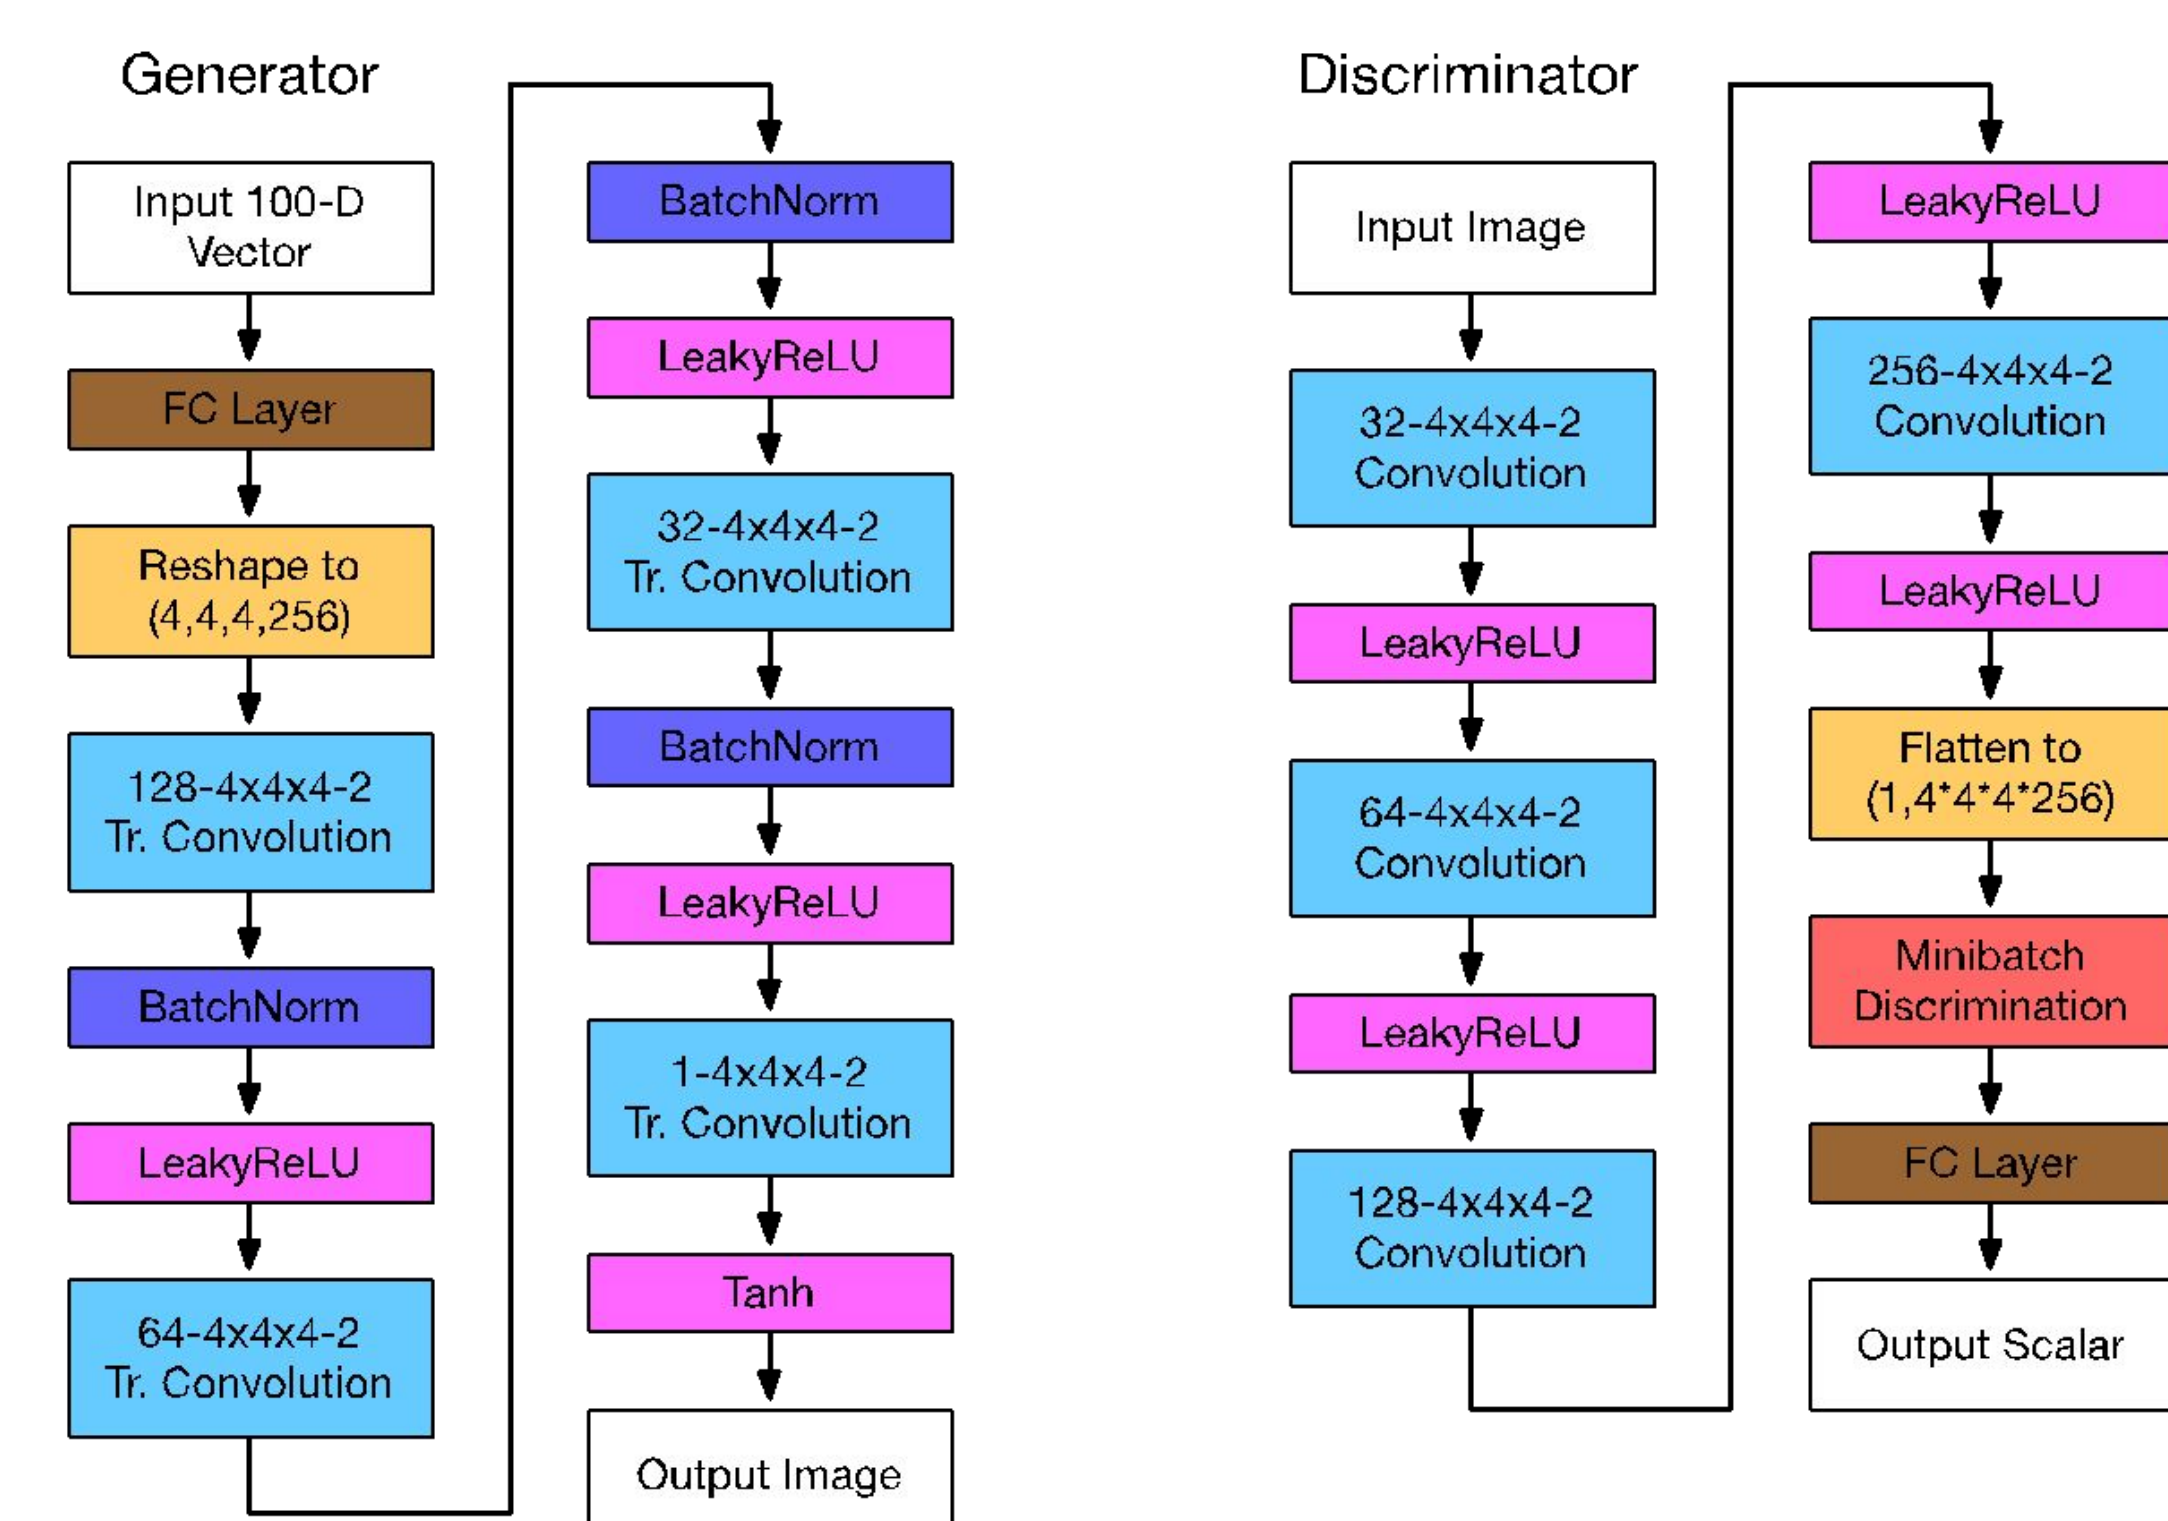 Generator
Input 100-D
Vector
FC Layer
Reshape to
(4,4,4,256)
128-4x4x4-2
Tr. Convolution
BatchNorm
LeakyReLU
64-4x4x4-2
Tr. Convolution
BatchNorm
LeakyReLU
32-4x4x4-2
Tr. Convolution
BatchNorm
LeakyReLU
1-4x4x4-2
Tr. Convolution
Tanh
Output Image
Discriminator
Input Image
32-4x4x4-2
Convolution
LeakyReLU
64-4x4x4-2
Convolution
LeakyReLU
128-4x4x4-2
Convolution
LeakyReLU
256-4x4x4-2
Convolution
LeakyReLU
Flatten to
(1,4*4*4*256)
Minibatch
Discrimination
FC Layer
Output Scalar